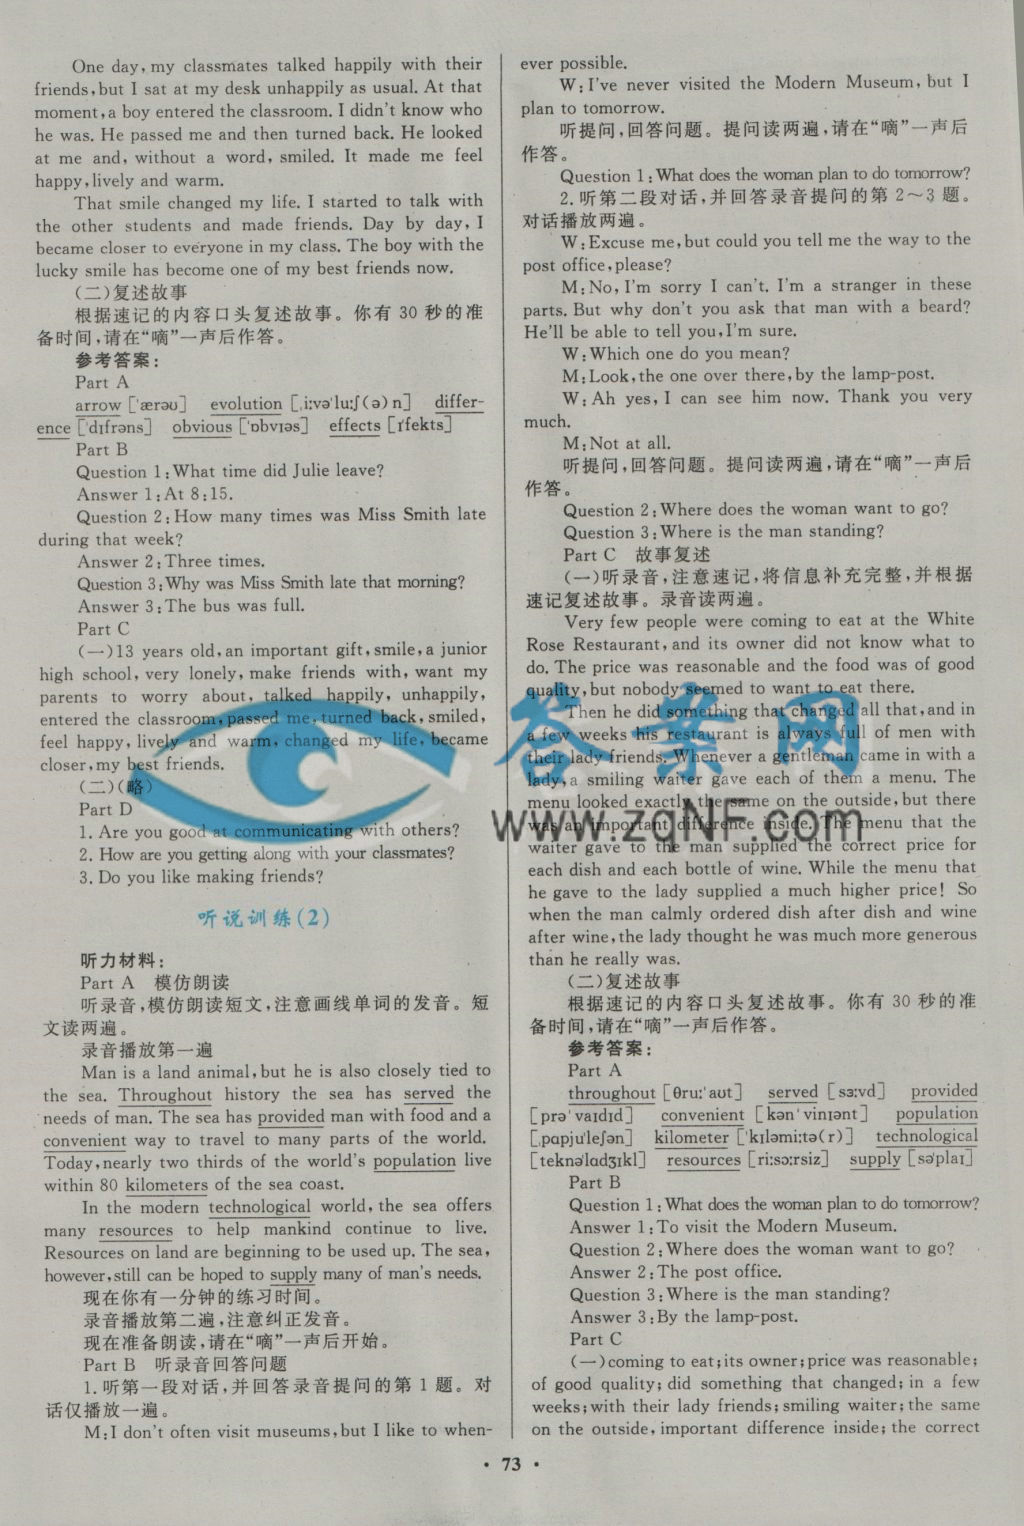 One day, my classmates talked happily with their
friends, but I sat at my desk unhappily as usual. At that
moment, a boy entered the classroom. I didn't know who
he was. He passed me and then turned back. He looked
at me and, without a word, smiled. It made me feel
happy, lively and warm.
That smile changed my life. I started to talk with
the other students and made friends. Day by day, I
became closer to everyone in my class. The boy with the
lucky smile has become one of my best friends now.
(二)复述故事
根据速记的内容口头复述故事。你有 30 秒的准
备时间,请在“嘀”一声后作答。
参考答案:
Part A
arrow [ˈærəʊ] evolution [ˌiːvəˈluːʃ(ə)n] differ-
ence [ˈdɪfrəns] obvious [ˈɒbvɪəs] effects [ɪˈfekts]
Part B
Question 1: What time did Julie leave?
Answer 1: At 8:15.
Question 2: How many times was Miss Smith late
during that week?
Answer 2: Three times.
Question 3: Why was Miss Smith late that morning?
Answer 3: The bus was full.
Part C
(一)13 years old, an important gift, smile, a junior
high school, very lonely, make friends with, want my
parents to worry about, talked happily, unhappily,
entered the classroom, passed me, turned back, smiled,
feel happy, lively and warm, changed my life, became
closer, my best friends.
(二)(略)
Part D
1. Are you good at communicating with others?
2. How are you getting along with your classmates?
3. Do you like making friends?
听说训练(2)
听力材料:
Part A 模仿朗读
听录音,模仿朗读短文,注意画线单词的发音。短
文读两遍。
录音播放第一遍
Man is a land animal, but he is also closely tied to
the sea. Throughout history the sea has served the
needs of man. The sea has provided man with food and a
convenient way to travel to many parts of the world.
Today, nearly two thirds of the world's population live
within 80 kilometers of the sea coast.
In the modern technological world, the sea offers
many resources to help mankind continue to live.
Resources on land are beginning to be used up. The sea,
however, still can be hoped to supply many of man's needs.
现在你有一分钟的练习时间。
录音播放第二遍,注意纠正发音。
现在准备朗读,请在“嘀”一声后开始。
Part B 听录音回答问题
1. 听第一段对话,并回答录音提问的第 1 题。对
话仅播放一遍。
M: I don't often visit museums, but I like to when-
ever possible.
W: I've never visited the Modern Museum, but I
plan to tomorrow.
听提问,回答问题。提问读两遍,请在“嘀”一声后
作答。
Question 1: What does the woman plan to do tomorrow?
2. 听第二段对话,并回答录音提问的第 2～3 题。
对话播放两遍。
W: Excuse me, but could you tell me the way to the
post office, please?
M: No, I'm sorry I can't. I'm a stranger in these
parts. But why don't you ask that man with a beard?
He'll be able to tell you, I'm sure.
W: Which one do you mean?
M: Look, the one over there, by the lamp-post.
W: Ah yes, I can see him now. Thank you very
much.
M: Not at all.
听提问,回答问题。提问读两遍,请在“嘀”一声后
作答。
Question 2: Where does the woman want to go?
Question 3: Where is the man standing?
Part C 故事复述
(一)听录音,注意速记,将信息补充完整,并根据
速记复述故事。录音读两遍。
Very few people were coming to eat at the White
Rose Restaurant, and its owner did not know what to
do. The price was reasonable and the food was of good
quality, but nobody seemed to want to eat there.
Then he did something that changed all that, and in
a few weeks his restaurant is always full of men with
their lady friends. Whenever a gentleman came in with a
lady, a smiling waiter gave each of them a menu. The
menu looked exactly the same on the outside, but there
was an important difference inside. The menu that the
waiter gave to the man supplied the correct price for
each dish and each bottle of wine. While the menu that
he gave to the lady supplied a much higher price! So
when the man calmly ordered dish after dish and wine
after wine, the lady thought he was much more generous
than he really was.
(二)复述故事
根据速记的内容口头复述故事。你有 30 秒的准
备时间,请在“嘀”一声后作答。
参考答案:
Part A
throughout [θruːˈaʊt] served [sɜːvd] provided
[prəˈvaɪdɪd] convenient [kənˈviniənt] population
[ˌpɑpjuˈleʃən] kilometer [ˈkɪləmiːtə(r)] technological
[teknəˈlɑdʒɪkl] resources [riːsɔːrsiz] supply [səˈplaɪ]
Part B
Question 1: What does the woman plan to do tomorrow?
Answer 1: To visit the Modern Museum.
Question 2: Where does the woman want to go?
Answer 2: The post office.
Question 3: Where is the man standing?
Answer 3: By the lamp-post.
Part C
(一)coming to eat; its owner; price was reasonable;
of good quality; did something that changed; in a few
weeks; with their lady friends; smiling waiter; the same
on the outside, important difference inside; the correct
• 73 •
答案网
www.zqNF.com